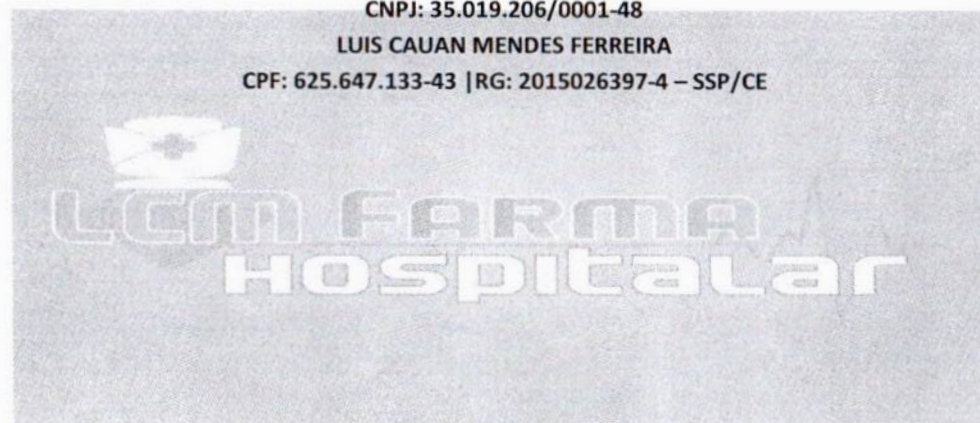 CNPJ: 35.019.206/0001-48
LUIS CAUAN MENDES FERREIRA
CPF: 625.647.133-43 |RG: 2015026397-4 – SSP/CE
LCM FARMA
HOSPITALAR